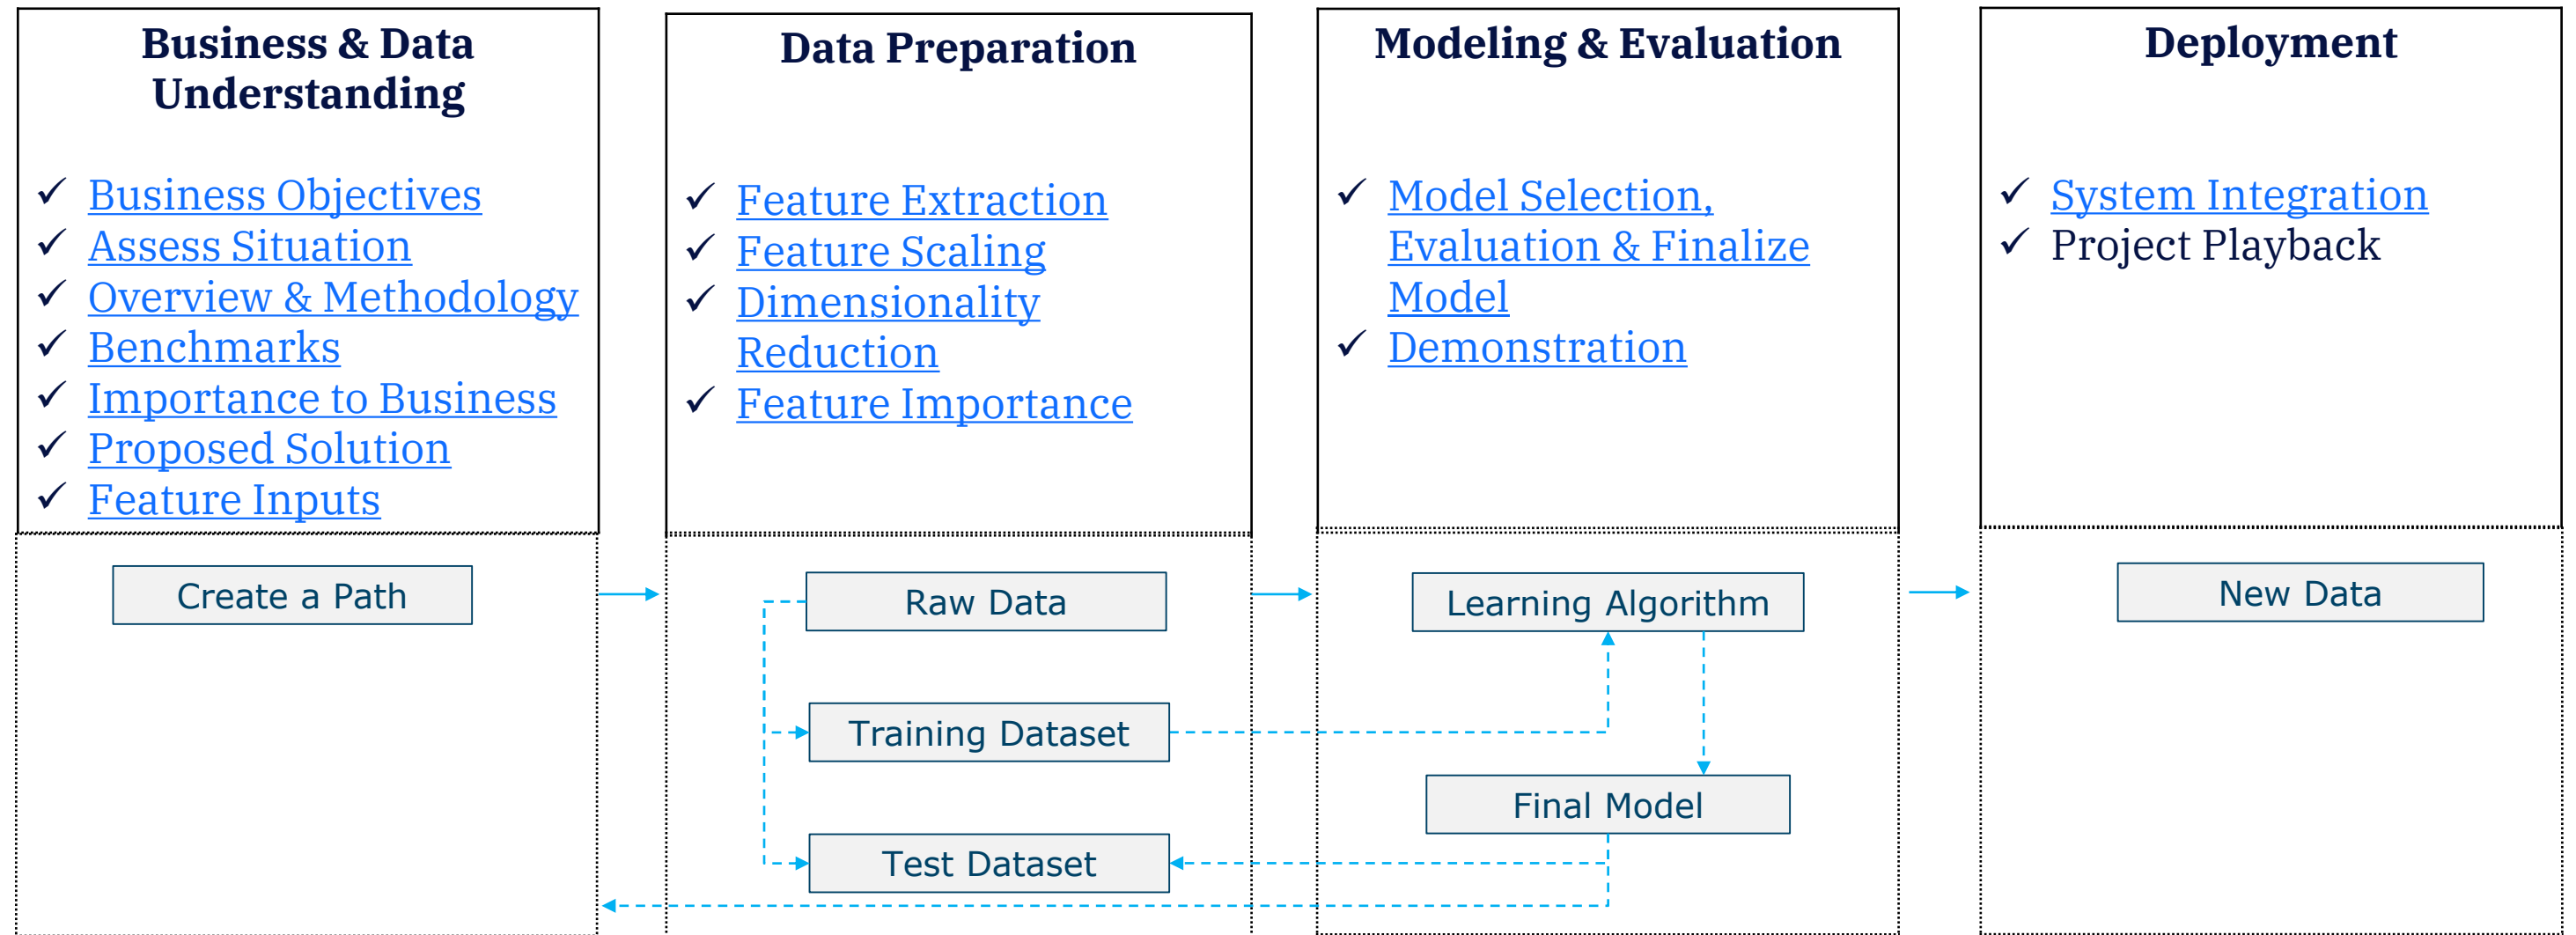 Business & Data
Understanding
✓ Business Objectives
✓ Assess Situation
✓ Overview & Methodology
✓ Benchmarks
✓ Importance to Business
✓ Proposed Solution
✓ Feature Inputs
Create a Path
Data Preparation
✓ Feature Extraction
✓ Feature Scaling
✓ Dimensionality
Reduction
✓ Feature Importance
Raw Data
Training Dataset
Test Dataset
Modeling & Evaluation
✓ Model Selection,
Evaluation & Finalize
Model
✓ Demonstration
Learning Algorithm
Final Model
Deployment
✓ System Integration
✓ Project Playback
New Data